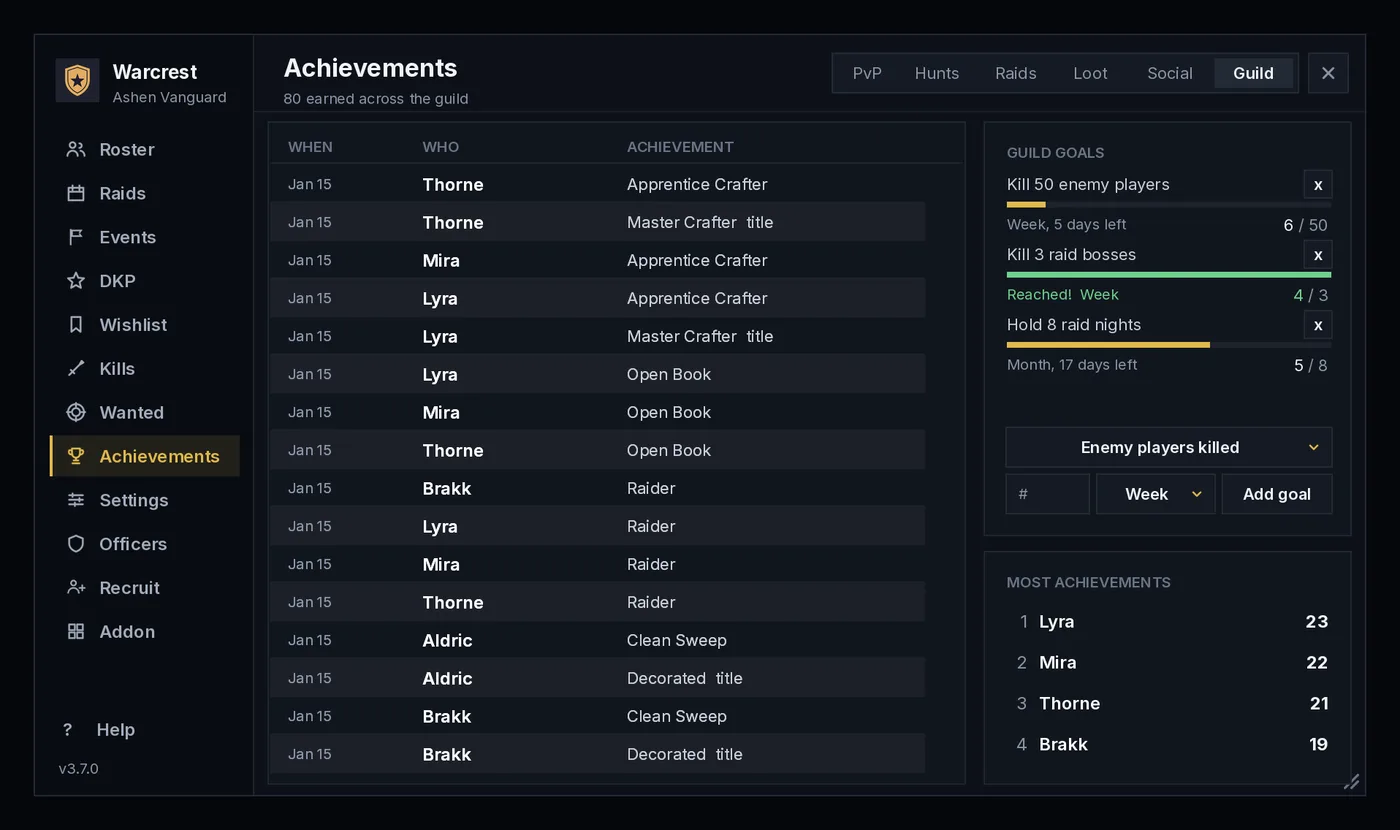 Warcrest
Ashen Vanguard
Roster
Raids
Events
DKP
Wishlist
Kills
Wanted
Achievements
Settings
Officers
Recruit
Addon
? Help
v3.7.0
Achievements
80 earned across the guild
PvP Hunts Raids Loot Social Guild
WHEN WHO ACHIEVEMENT
Jan 15 Thorne Apprentice Crafter
Jan 15 Thorne Master Crafter title
Jan 15 Mira Apprentice Crafter
Jan 15 Lyra Apprentice Crafter
Jan 15 Lyra Master Crafter title
Jan 15 Lyra Open Book
Jan 15 Mira Open Book
Jan 15 Thorne Open Book
Jan 15 Brakk Raider
Jan 15 Lyra Raider
Jan 15 Mira Raider
Jan 15 Thorne Raider
Jan 15 Aldric Clean Sweep
Jan 15 Aldric Decorated title
Jan 15 Brakk Clean Sweep
Jan 15 Brakk Decorated title
GUILD GOALS
Kill 50 enemy players x
Week, 5 days left 6 / 50
Kill 3 raid bosses x
Reached! Week 4 / 3
Hold 8 raid nights x
Month, 17 days left 5 / 8
Enemy players killed
# Week Add goal
MOST ACHIEVEMENTS
1 Lyra 23
2 Mira 22
3 Thorne 21
4 Brakk 19